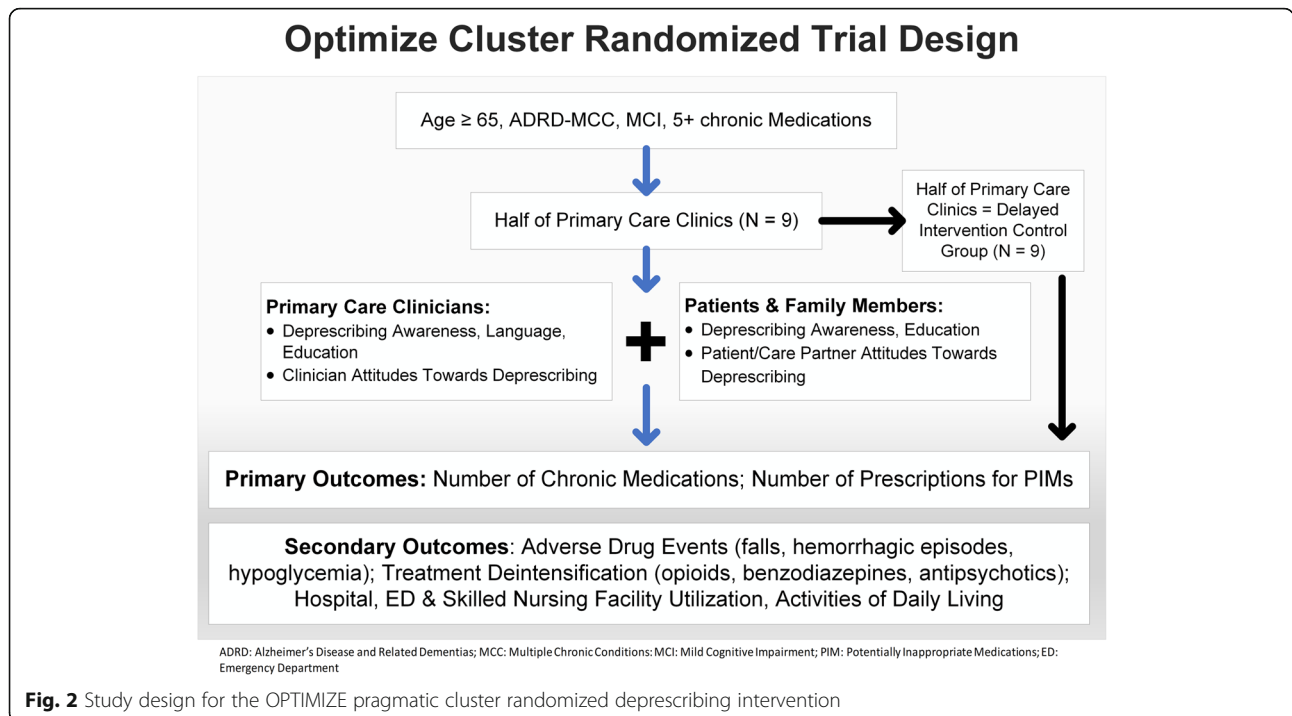 Optimize Cluster Randomized Trial Design
Age ≥ 65, ADRD-MCC, MCI, 5+ chronic Medications
Half of Primary Care Clinics (N = 9)
Half of Primary Care
Clinics = Delayed
Intervention Control
Group (N = 9)
Primary Care Clinicians:
• Deprescribing Awareness, Language,
Education
• Clinician Attitudes Towards Deprescribing
+
Patients & Family Members:
• Deprescribing Awareness, Education
• Patient/Care Partner Attitudes Towards
Deprescribing
Primary Outcomes: Number of Chronic Medications; Number of Prescriptions for PIMs
Secondary Outcomes: Adverse Drug Events (falls, hemorrhagic episodes,
hypoglycemia); Treatment Deintensification (opioids, benzodiazepines, antipsychotics);
Hospital, ED & Skilled Nursing Facility Utilization, Activities of Daily Living
ADRD: Alzheimer's Disease and Related Dementias; MCC: Multiple Chronic Conditions: MCI: Mild Cognitive Impairment; PIM: Potentially Inappropriate Medications; ED:
Emergency Department
Fig. 2 Study design for the OPTIMIZE pragmatic cluster randomized deprescribing intervention